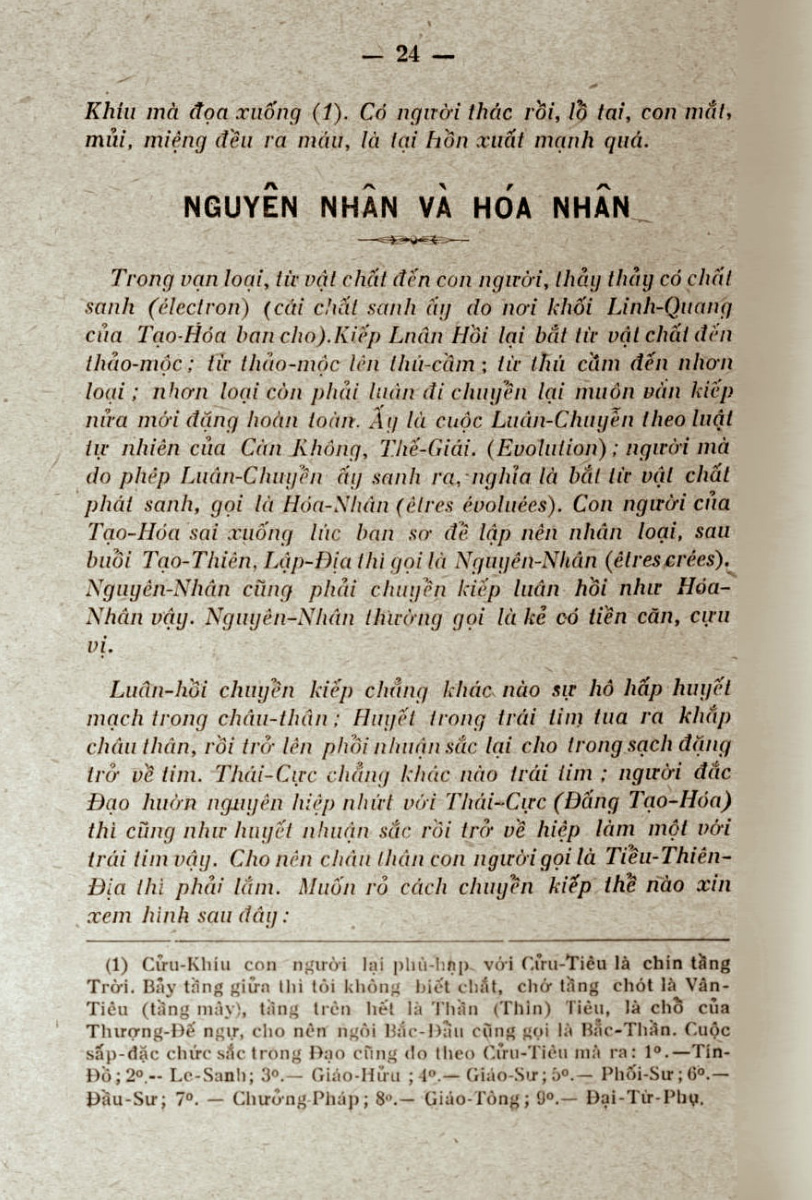 — 24 —
Khíu mà đọa xuống (1). Có người thác rồi, lỗ tai, con mắt,
mủi, miệng đều ra máu, là tại hồn xuất mạnh quá.
NGUYÊN NHÂN VÀ HÓA NHÂN
Trong vạn loại, từ vật chất đến con người, thảy thảy có chất
sanh (électron) (cái chất sanh ấy do nơi khối Linh-Quang
của Tạo-Hóa ban cho). Kiếp Lnân Hồi lại bắt từ vật chất đến
thảo-mộc ; từ thảo-mộc lên thú-cầm ; từ thú cầm đến nhơn
loại ; nhơn loại còn phải luân đi chuyển lại muôn vàn kiếp
nửa mới đặng hoàn toàn. Ấy là cuộc Luân-Chuyển theo luật
tự nhiên của Càn Không, Thế-Giái. (Evolution) ; người mà
do phép Luân-Chuyển ấy sanh ra, nghĩa là bắt từ vật chất
phát sanh, gọi là Hóa-Nhân (êtres évoluées). Con người của
Tạo-Hóa sai xuống lúc ban sơ để lập nên nhân loại, sau
buổi Tạo-Thiên, Lập-Địa thì gọi là Nguyên-Nhân (êtres crées).
Nguyên-Nhân cũng phải chuyển kiếp luân hồi như Hóa-
Nhân vậy. Nguyên-Nhân thường gọi là kẻ có tiền căn, cựu
vị.
Luân-hồi chuyển kiếp chẳng khác nào sự hô hấp huyết
mạch trong châu-thân ; Huyết trong trái tim tua ra khắp
châu thân, rồi trở lên phổi nhuận sắc lại cho trong sạch đặng
trở về tim. Thái-Cực chẳng khác nào trái tim ; người đắc
Đạo huờn nguyên hiệp nhứt với Thái-Cực (Đấng Tạo-Hóa)
thì cũng như huyết nhuận sắc rồi trở về hiệp làm một với
trái tim vậy. Cho nên châu thân con người gọi là Tiểu-Thiên-
Địa thì phải lắm. Muốn rỏ cách chuyển kiếp thế nào xin
xem hình sau đây :
(1) Cửu-Khíu con người lại phù-hạp với Cửu-Tiêu là chín tầng
Trời. Bảy tầng giữa thì tôi không biết chắt, chớ tầng chót là Vân-
Tiêu (tầng mây), tầng trên hết là Thần (Thìn) Tiêu, là chỗ của
Thượng-Đế ngự, cho nên ngôi Bắc-Đẩu cũng gọi là Bắc-Thần. Cuộc
sắp-đặc chức sắc trong Đạo cũng do theo Cửu-Tiêu mà ra : 1º.—Tín-
Đồ ; 2º.-- Le-Sanh ; 3º.— Giáo-Hữu ; 4º.— Giáo-Sư ; 5º.— Phối-Sư ; 6º.—
Đầu-Sư ; 7º. — Chưởng-Pháp ; 8º.— Giáo-Tông ; 9º.— Đại-Từ-Phụ.